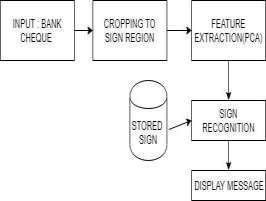 INPUT : BANK
CHEQUE
CROPPING TO
SIGN REGION
FEATURE
EXTRACTION(PCA)
STORED
SIGN
SIGN
RECOGNITION
DISPLAY MESSAGE